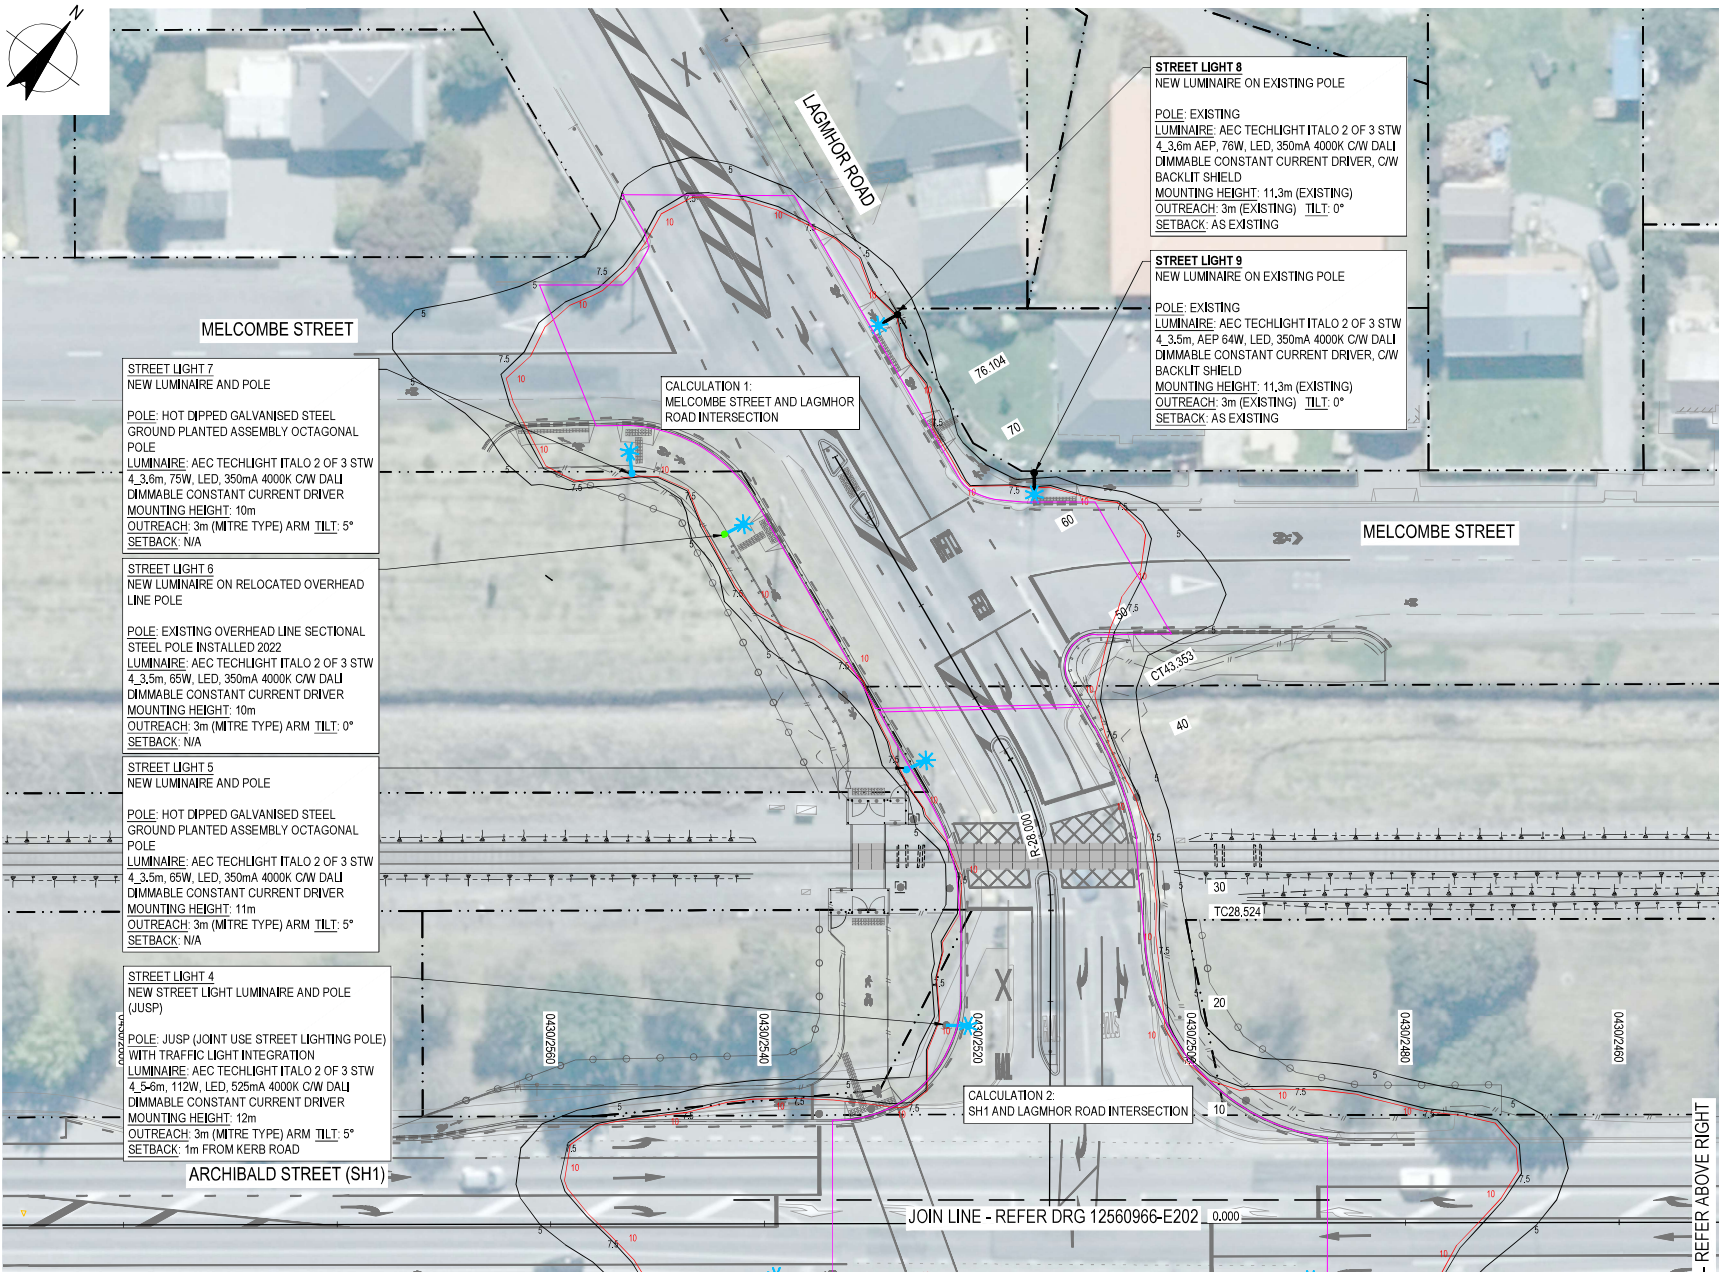 N
STREET LIGHT 8
NEW LUMINAIRE ON EXISTING POLE
POLE: EXISTING
LUMINAIRE: AEC TECHLIGHT ITALO 2 OF 3 STW
4_3.6m AEP, 76W, LED, 350mA 4000K C/W DALI
DIMMABLE CONSTANT CURRENT DRIVER, C/W
BACKLIT SHIELD
MOUNTING HEIGHT: 11.3m (EXISTING)
OUTREACH: 3m (EXISTING) TILT: 0°
SETBACK: AS EXISTING
STREET LIGHT 9
NEW LUMINAIRE ON EXISTING POLE
POLE: EXISTING
LUMINAIRE: AEC TECHLIGHT ITALO 2 OF 3 STW
4_3.5m, AEP 64W, LED, 350mA 4000K C/W DALI
DIMMABLE CONSTANT CURRENT DRIVER, C/W
BACKLIT SHIELD
MOUNTING HEIGHT: 11.3m (EXISTING)
OUTREACH: 3m (EXISTING) TILT: 0°
SETBACK: AS EXISTING
LAGMHOR ROAD
MELCOMBE STREET
STREET LIGHT 7
NEW LUMINAIRE AND POLE
POLE: HOT DIPPED GALVANISED STEEL
GROUND PLANTED ASSEMBLY OCTAGONAL
POLE
LUMINAIRE: AEC TECHLIGHT ITALO 2 OF 3 STW
4_3.6m, 75W, LED, 350mA 4000K C/W DALI
DIMMABLE CONSTANT CURRENT DRIVER
MOUNTING HEIGHT: 10m
OUTREACH: 3m (MITRE TYPE) ARM TILT: 5°
SETBACK: N/A
CALCULATION 1:
MELCOMBE STREET AND LAGMHOR
ROAD INTERSECTION
76.104
70
60
50
MELCOMBE STREET
STREET LIGHT 6
NEW LUMINAIRE ON RELOCATED OVERHEAD
LINE POLE
POLE: EXISTING OVERHEAD LINE SECTIONAL
STEEL POLE INSTALLED 2022
LUMINAIRE: AEC TECHLIGHT ITALO 2 OF 3 STW
4_3.5m, 65W, LED, 350mA 4000K C/W DALI
DIMMABLE CONSTANT CURRENT DRIVER
MOUNTING HEIGHT: 10m
OUTREACH: 3m (MITRE TYPE) ARM TILT: 0°
SETBACK: N/A
CT43.353
40
STREET LIGHT 5
NEW LUMINAIRE AND POLE
POLE: HOT DIPPED GALVANISED STEEL
GROUND PLANTED ASSEMBLY OCTAGONAL
POLE
LUMINAIRE: AEC TECHLIGHT ITALO 2 OF 3 STW
4_3.5m, 65W, LED, 350mA 4000K C/W DALI
DIMMABLE CONSTANT CURRENT DRIVER
MOUNTING HEIGHT: 11m
OUTREACH: 3m (MITRE TYPE) ARM TILT: 5°
SETBACK: N/A
R-28.000
30
TC28.524
20
10
STREET LIGHT 4
NEW STREET LIGHT LUMINAIRE AND POLE
(JUSP)
POLE: JUSP (JOINT USE STREET LIGHTING POLE)
WITH TRAFFIC LIGHT INTEGRATION
LUMINAIRE: AEC TECHLIGHT ITALO 2 OF 3 STW
4_5-6m, 112W, LED, 525mA 4000K C/W DALI
DIMMABLE CONSTANT CURRENT DRIVER
MOUNTING HEIGHT: 12m
OUTREACH: 3m (MITRE TYPE) ARM TILT: 5°
SETBACK: 1m FROM KERB ROAD
0430/2560
0430/2540
0430/2520
0430/2480
0430/2460
CALCULATION 2:
SH1 AND LAGMHOR ROAD INTERSECTION
ARCHIBALD STREET (SH1)
JOIN LINE - REFER DRG 12560966-E202
0.000
- REFER ABOVE RIGHT